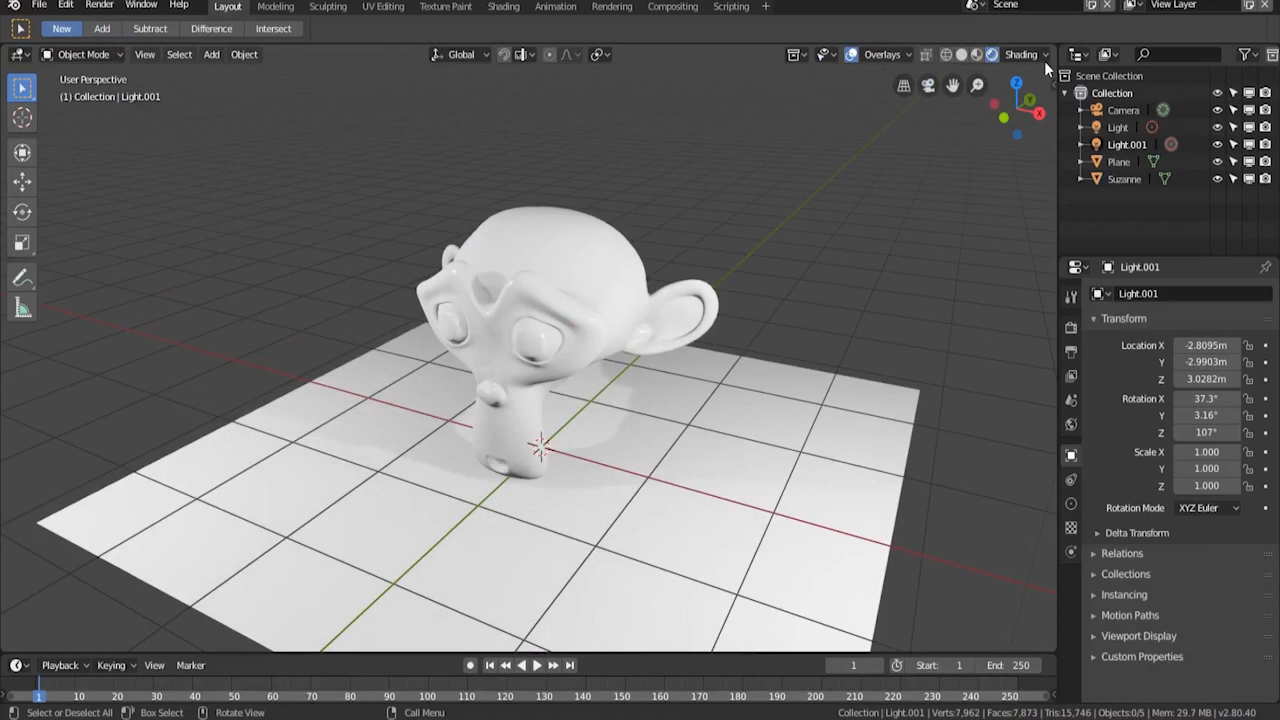 File Edit Render Window Help Layout Modeling Sculpting UV Editing Texture Paint Shading Animation Rendering Compositing Scripting + Scene View Layer
New Add Subtract Difference Intersect
Object Mode View Select Add Object Global Overlays Shading
User Perspective
(1) Collection | Light.001
Z
Y
X
Scene Collection
Collection
Camera
Light
Light.001
Plane
Suzanne
Light.001
Light.001
Transform
Location X -2.8095m
Y -2.9903m
Z 3.0282m
Rotation X 37.3°
Y 3.16°
Z 107°
Scale X 1.000
Y 1.000
Z 1.000
Rotation Mode XYZ Euler
Delta Transform
Relations
Collections
Instancing
Motion Paths
Viewport Display
Custom Properties
Playback Keying View Marker 1 Start: 1 End: 250
1 10 20 30 40 50 60 70 80 90 100 110 120 130 140 150 160 170 180 190 200 210 220 230 240 250
Select or Deselect All Box Select Rotate View Call Menu Collection | Light.001 | Verts:7,962 | Faces:7,873 | Tris:15,746 | Objects:0/5 | Mem: 29.7 MB | v2.80.40